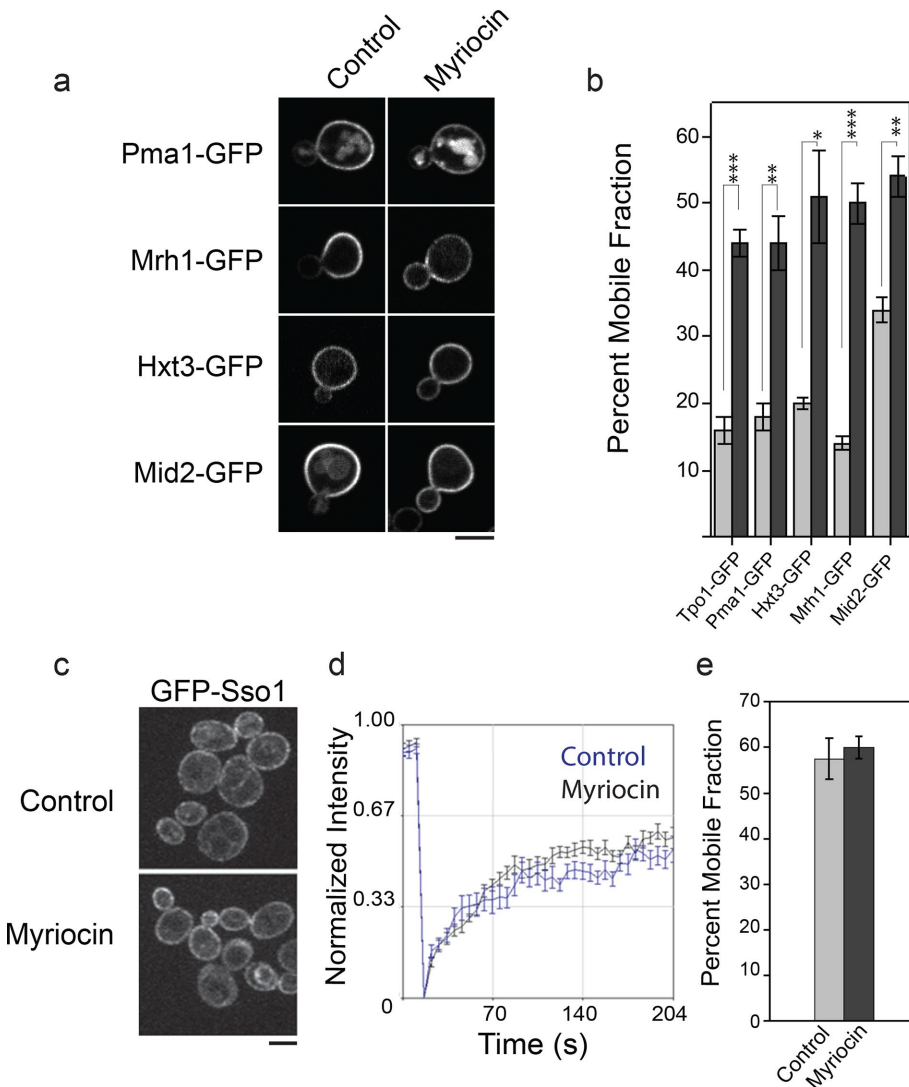 a
Control
Myriocin
Pma1-GFP
Mrh1-GFP
Hxt3-GFP
Mid2-GFP
b
Percent Mobile Fraction
60
50
40
30
20
10
***
**
*
***
**
Tpo1-GFP
Pma1-GFP
Hxt3-GFP
Mrh1-GFP
Mid2-GFP
c
GFP-Sso1
Control
Myriocin
d
Normalized Intensity
1.00
0.67
0.33
0
Control
Myriocin
70
140
204
Time (s)
e
Percent Mobile Fraction
70
60
50
40
30
20
10
0
Control
Myriocin